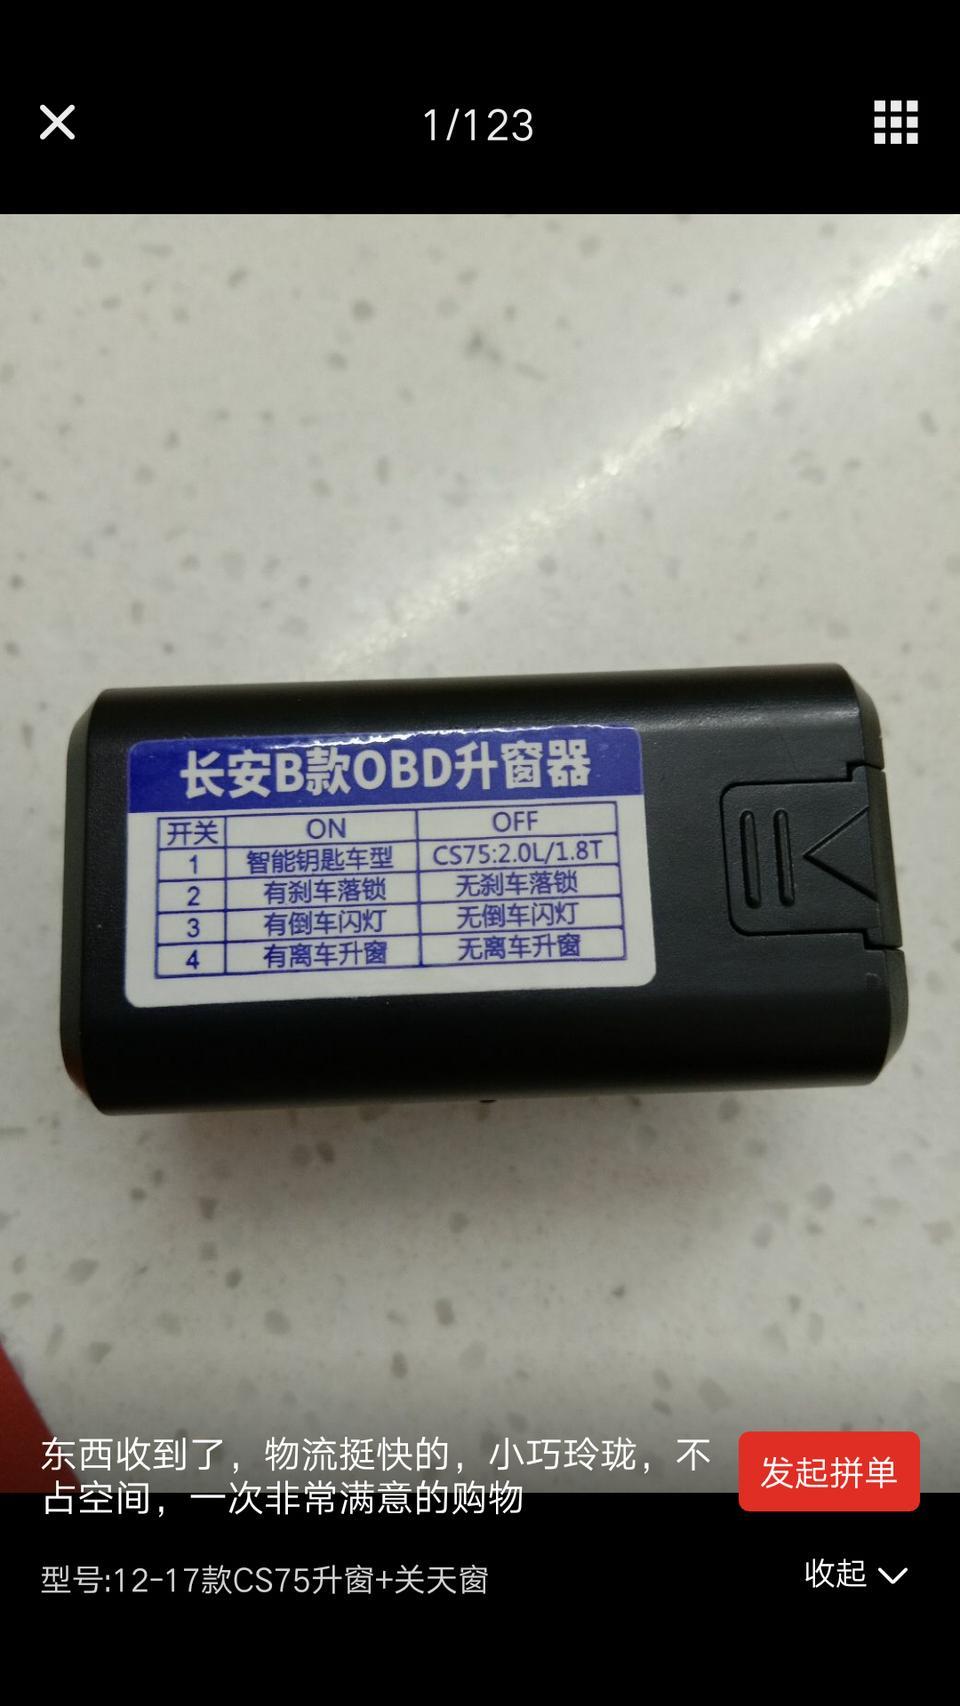 1/123
长安B款OBD升窗器
开关 ON OFF
1 智能钥匙车型 CS75:2.0L/1.8T
2 有刹车落锁 无刹车落锁
3 有倒车闪灯 无倒车闪灯
4 有离车升窗 无离车升窗
东西收到了，物流挺快的，小巧玲珑，不
占空间，一次非常满意的购物
发起拼单
型号:12-17款CS75升窗+关天窗
收起